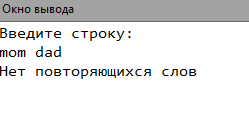 Окно вывода
Введите строку:
mom dad
Нет повторяющихся слов